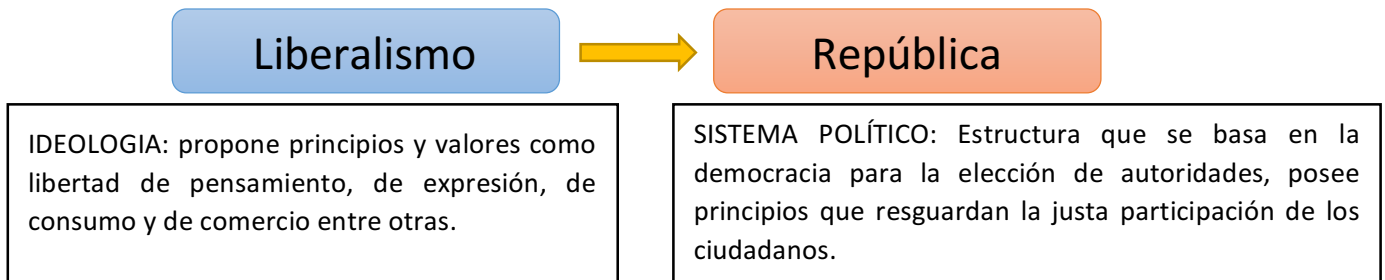 Liberalismo
República
IDEOLOGIA: propone principios y valores como
libertad de pensamiento, de expresión, de
consumo y de comercio entre otras.
SISTEMA POLÍTICO: Estructura que se basa en la
democracia para la elección de autoridades, posee
principios que resguardan la justa participación de los
ciudadanos.